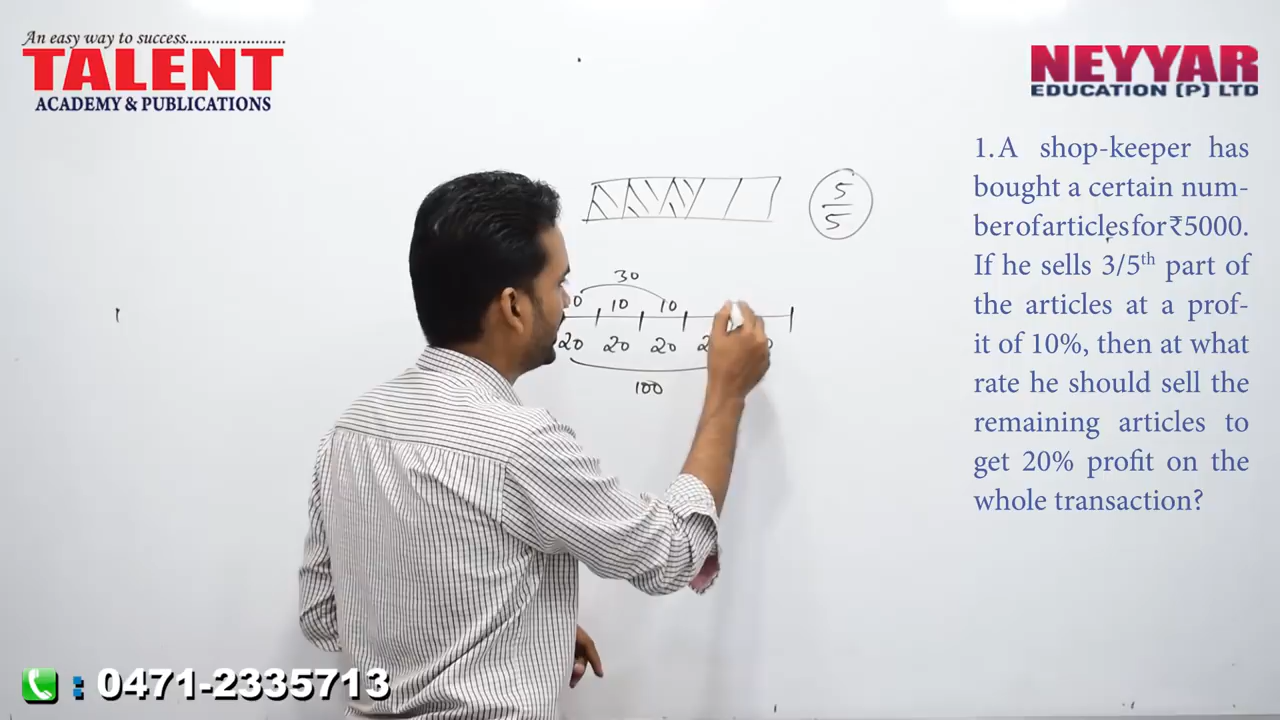 An easy way to success........................
TALENT
ACADEMY & PUBLICATIONS
NEYYAR
EDUCATION (P) LTD
1. A shop-keeper has
bought a certain num-
ber of articles for ₹5000.
If he sells 3/5th part of
the articles at a prof-
it of 10%, then at what
rate he should sell the
remaining articles to
get 20% profit on the
whole transaction?
5
5
30
10 10
20 20 20
100
: 0471-2335713